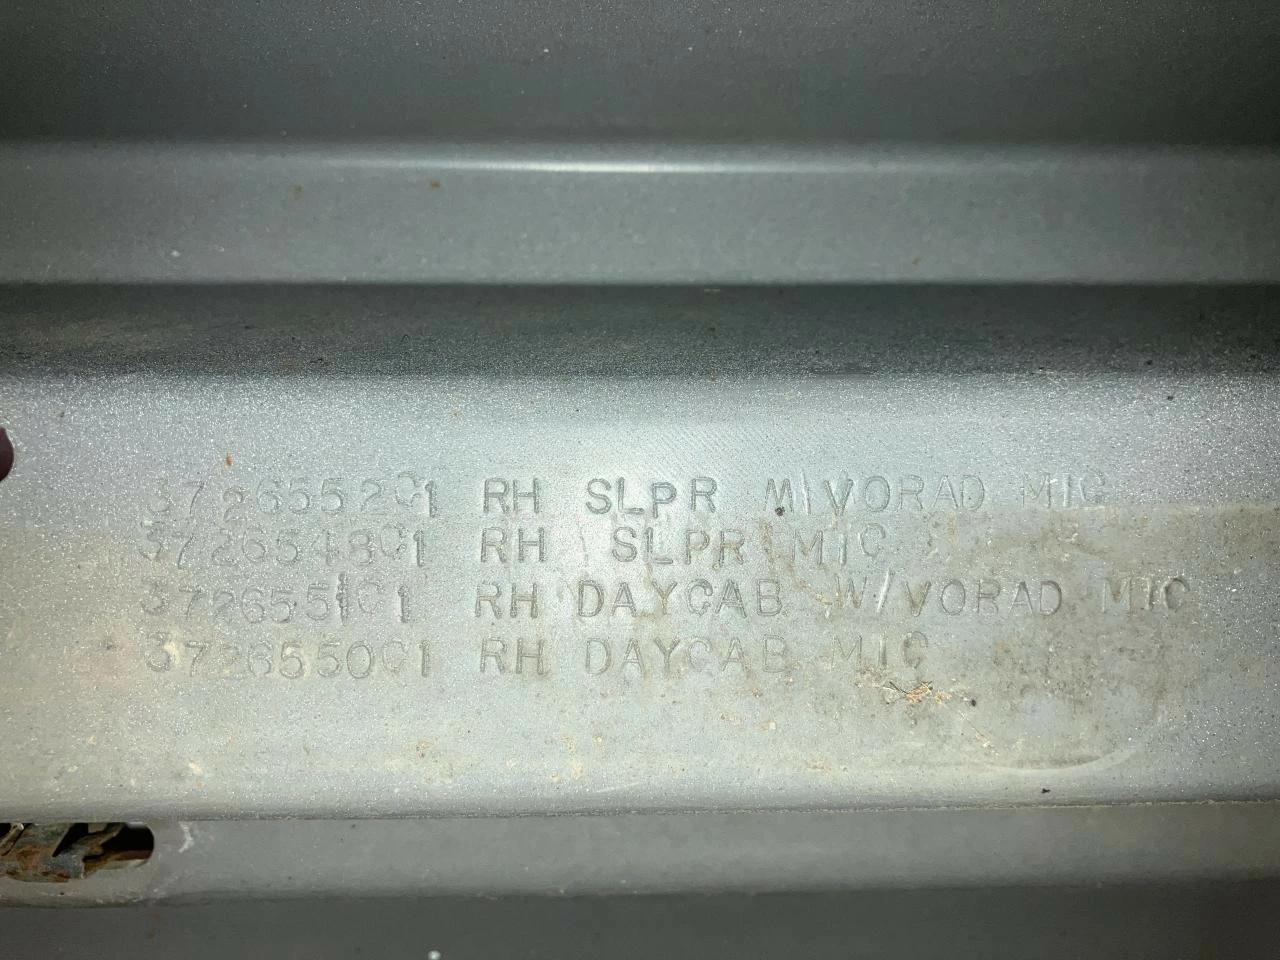 3726552C1 RH SLPR W/VORAD MIC
3726548C1 RH SLPR MIC
3726551C1 RH DAYCAB W/VORAD MIC
3726550C1 RH DAYCAB MIC